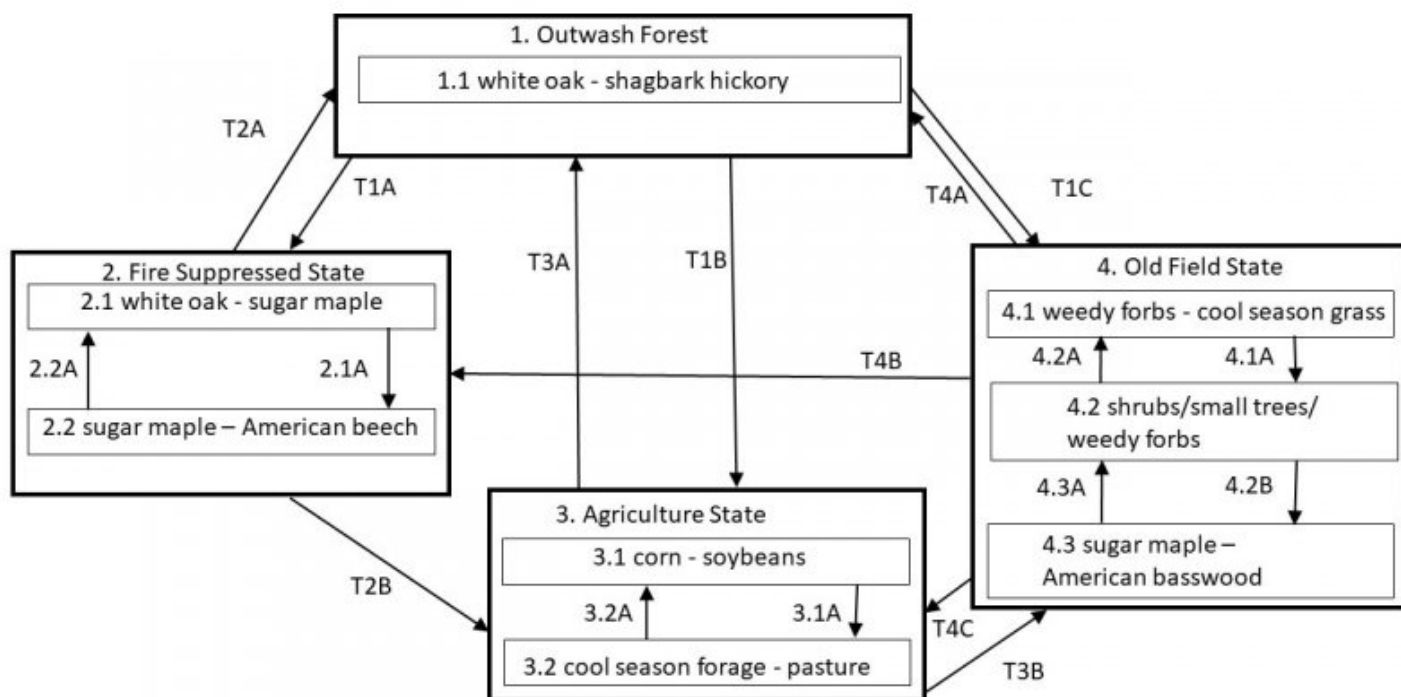 1. Outwash Forest
1.1 white oak - shagbark hickory
T2A
T1A
T4A
T1C
T3A
T1B
2. Fire Suppressed State
2.1 white oak - sugar maple
2.2A
2.1A
2.2 sugar maple – American beech
T4B
4. Old Field State
4.1 weedy forbs - cool season grass
4.2A
4.1A
4.2 shrubs/small trees/
weedy forbs
4.3A
4.2B
4.3 sugar maple –
American basswood
T2B
3. Agriculture State
3.1 corn - soybeans
3.2A
3.1A
3.2 cool season forage - pasture
T4C
T3B